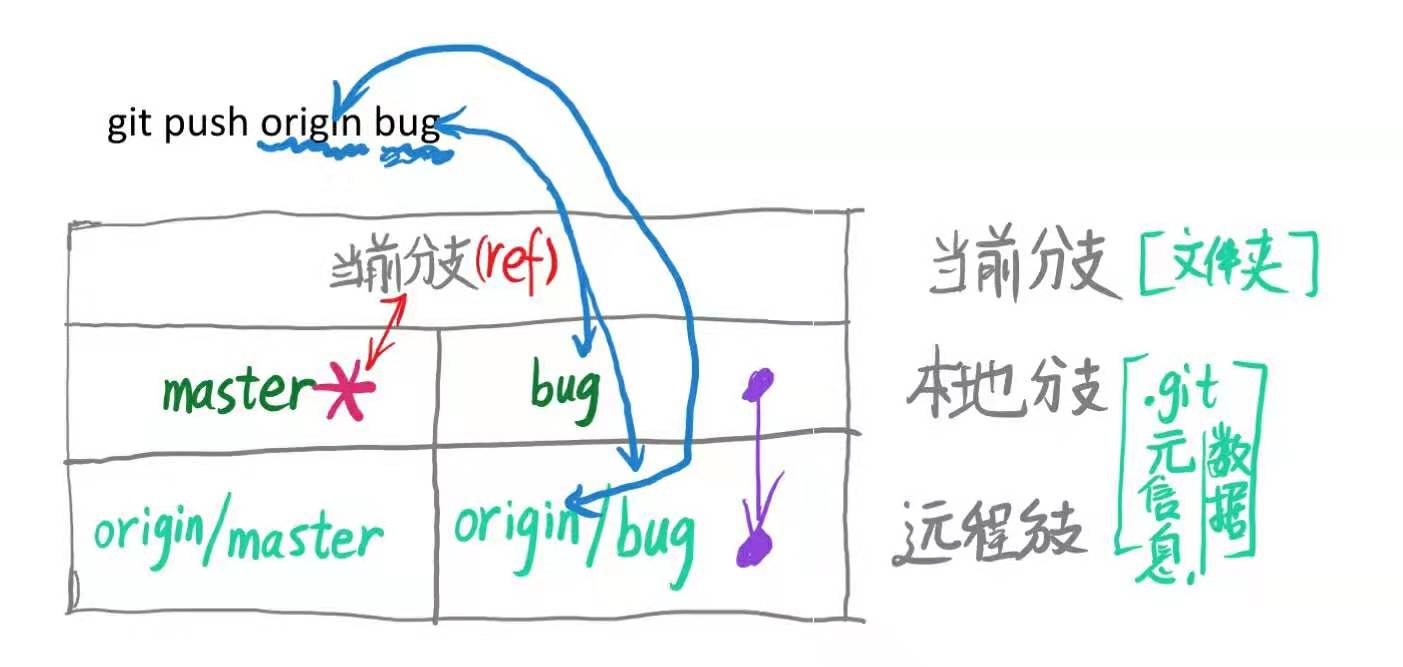 git push origin bug
当前分支(ref)
当前分支[文件夹]
master* bug
本地分支
origin/master origin/bug
远程分支
[.git
元信息,
数据]